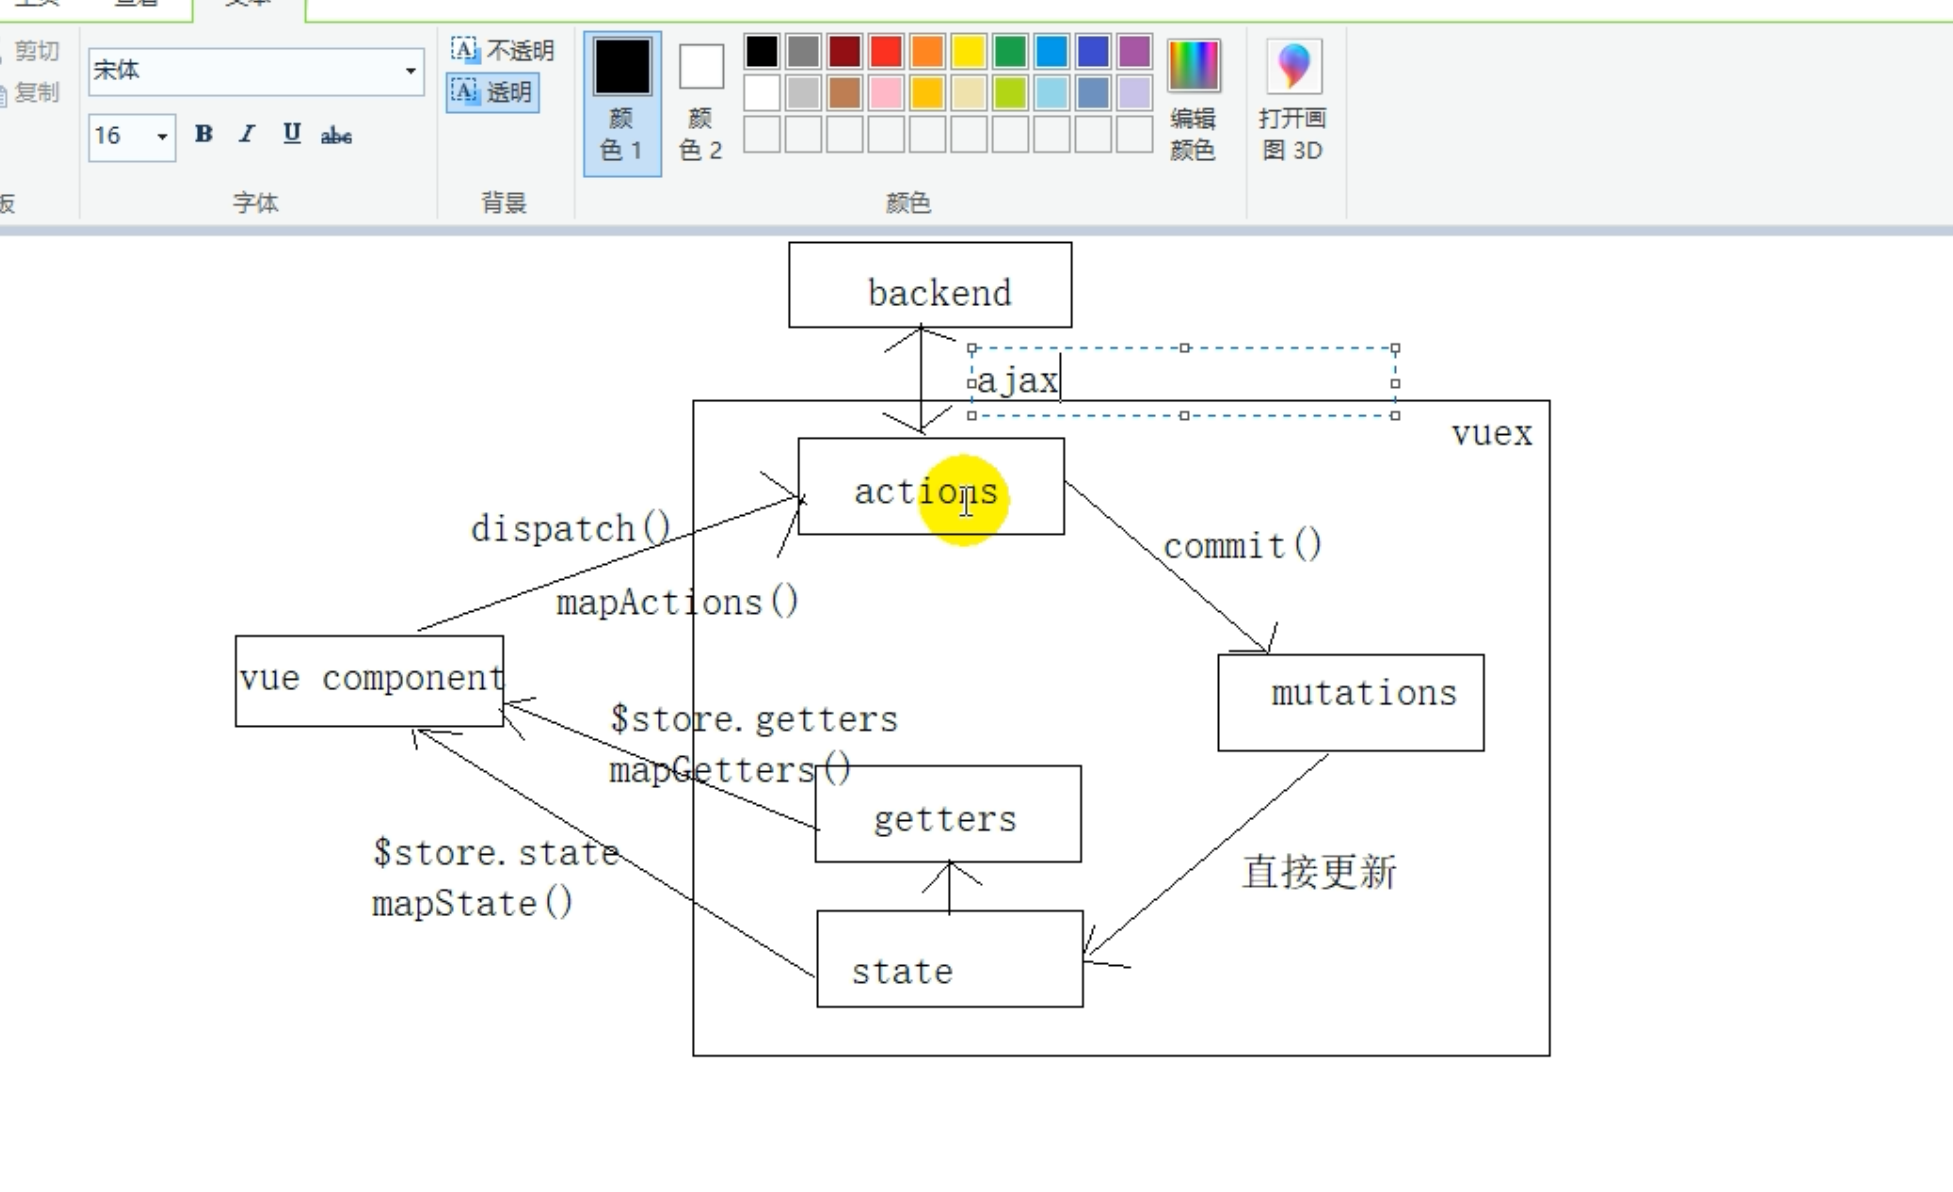 剪切
复制
宋体
16
B I U abc
字体
不透明
透明
背景
颜
色 1
颜
色 2
颜色
编辑
颜色
打开画
图 3D
板
backend
ajax
vuex
actions
dispatch()
commit()
mapActions()
vue component
mutations
$store.getters
mapGetters()
getters
$store.state
mapState()
直接更新
state